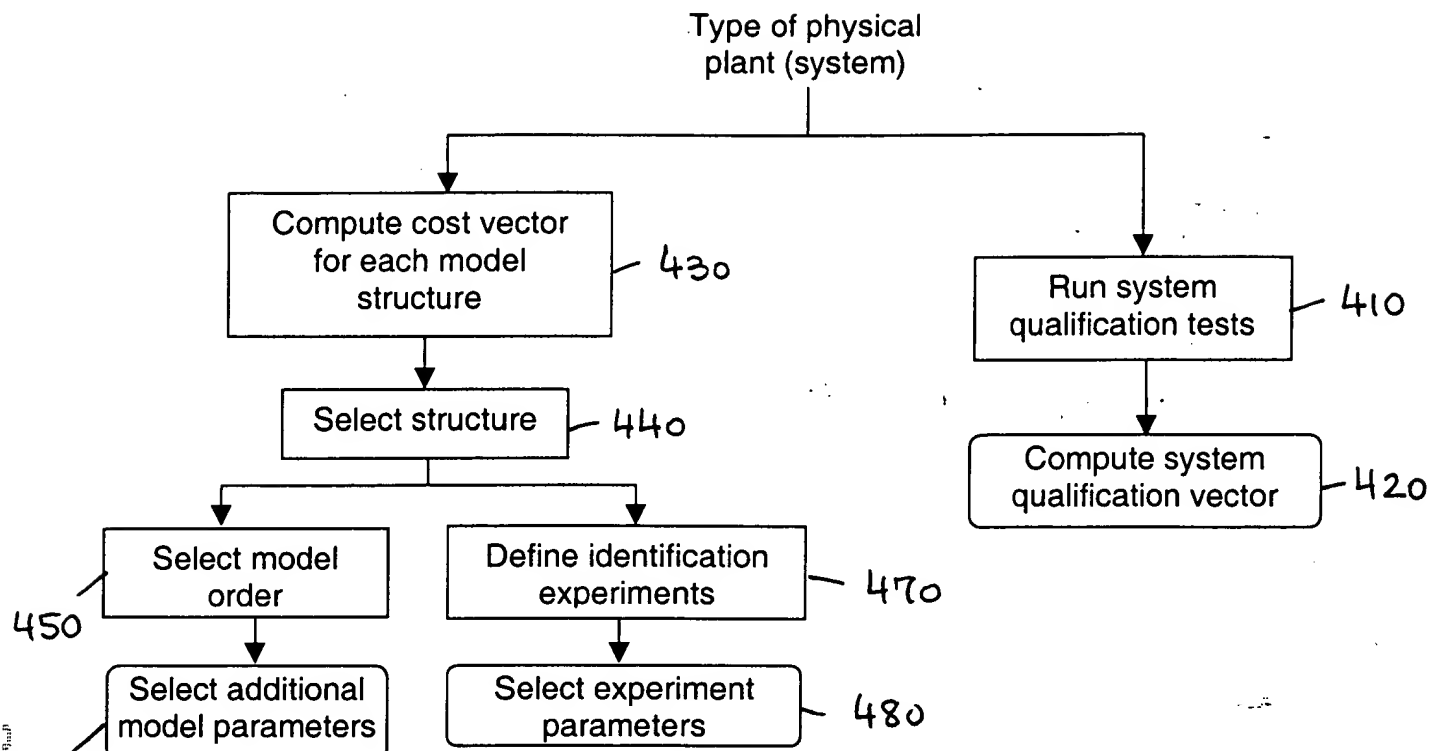 Type of physical
plant (system)
Compute cost vector
for each model
structure
430
Run system
qualification tests
410
Select structure
440
Compute system
qualification vector
420
Select model
order
450
Define identification
experiments
470
Select additional
model parameters
Select experiment
parameters
480